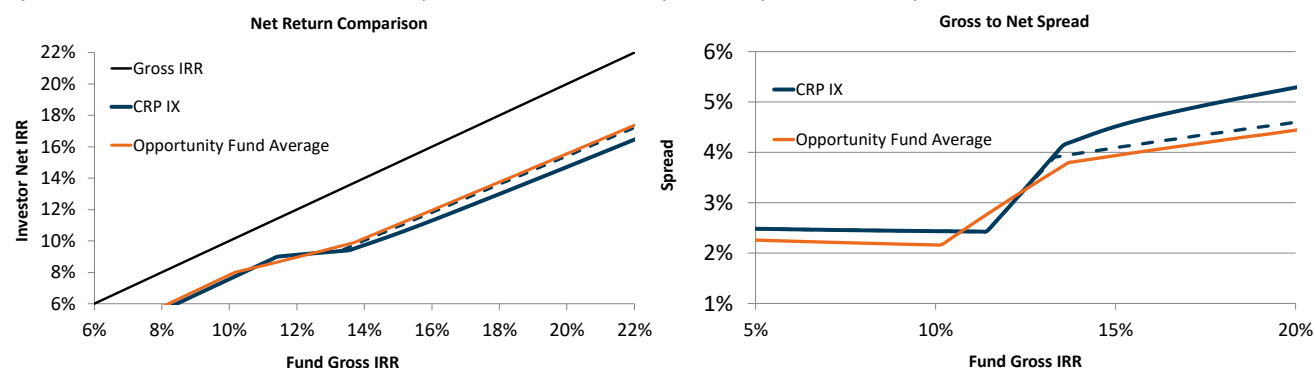 Net Return Comparison
22%
20%
18%
16%
14%
12%
10%
8%
6%
Investor Net IRR
Gross IRR
CRP IX
Opportunity Fund Average
6%
8%
10%
12%
14%
16%
18%
20%
22%
Fund Gross IRR
Gross to Net Spread
6%
5%
4%
3%
2%
1%
Spread
CRP IX
Opportunity Fund Average
5%
10%
15%
20%
Fund Gross IRR